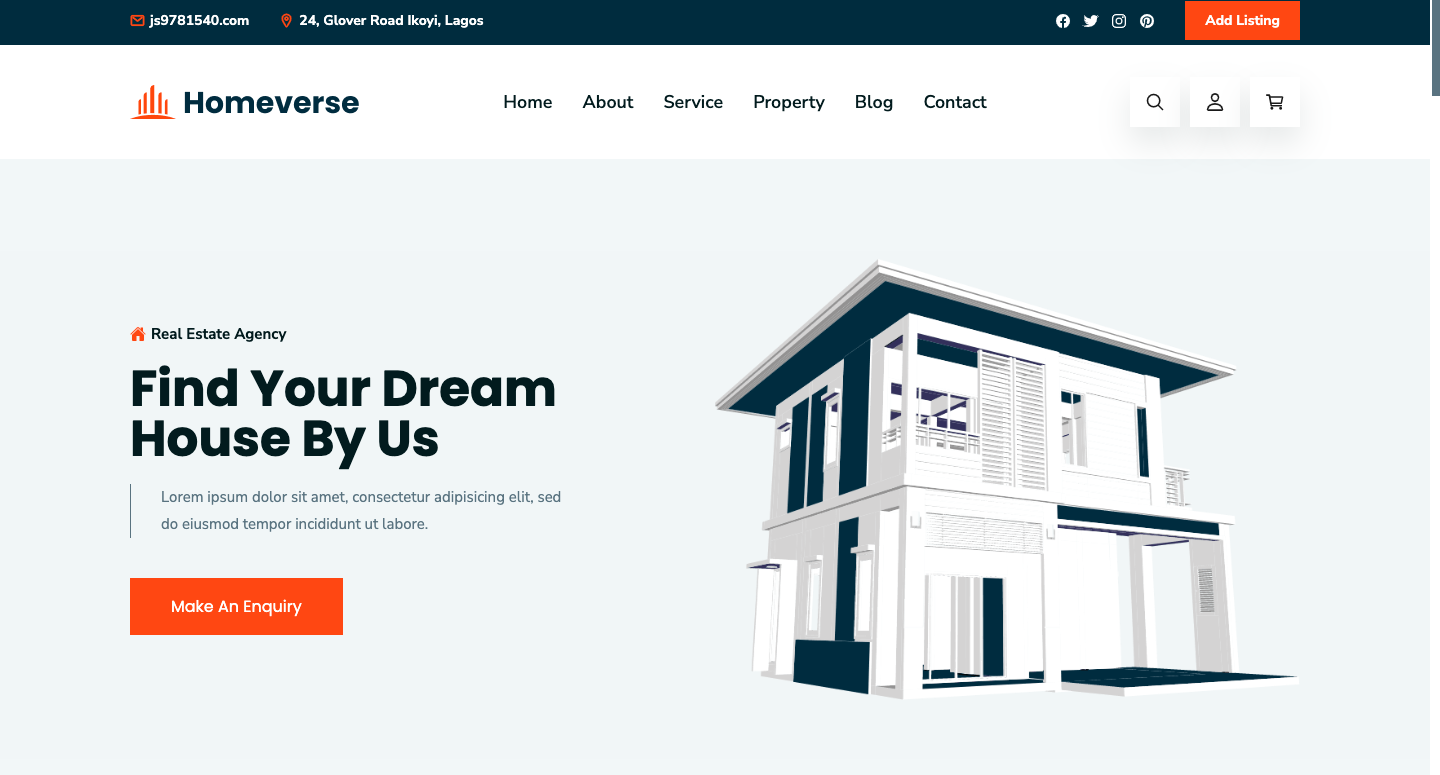 js9781540.com
24, Glover Road Ikoyi, Lagos
Add Listing
Homeverse
Home
About
Service
Property
Blog
Contact
Real Estate Agency
Find Your Dream
House By Us
Lorem ipsum dolor sit amet, consectetur adipisicing elit, sed
do eiusmod tempor incididunt ut labore.
Make An Enquiry